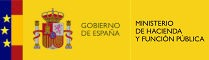 GOBIERNO
DE ESPAÑA
MINISTERIO
DE HACIENDA
Y FUNCIÓN PÚBLICA